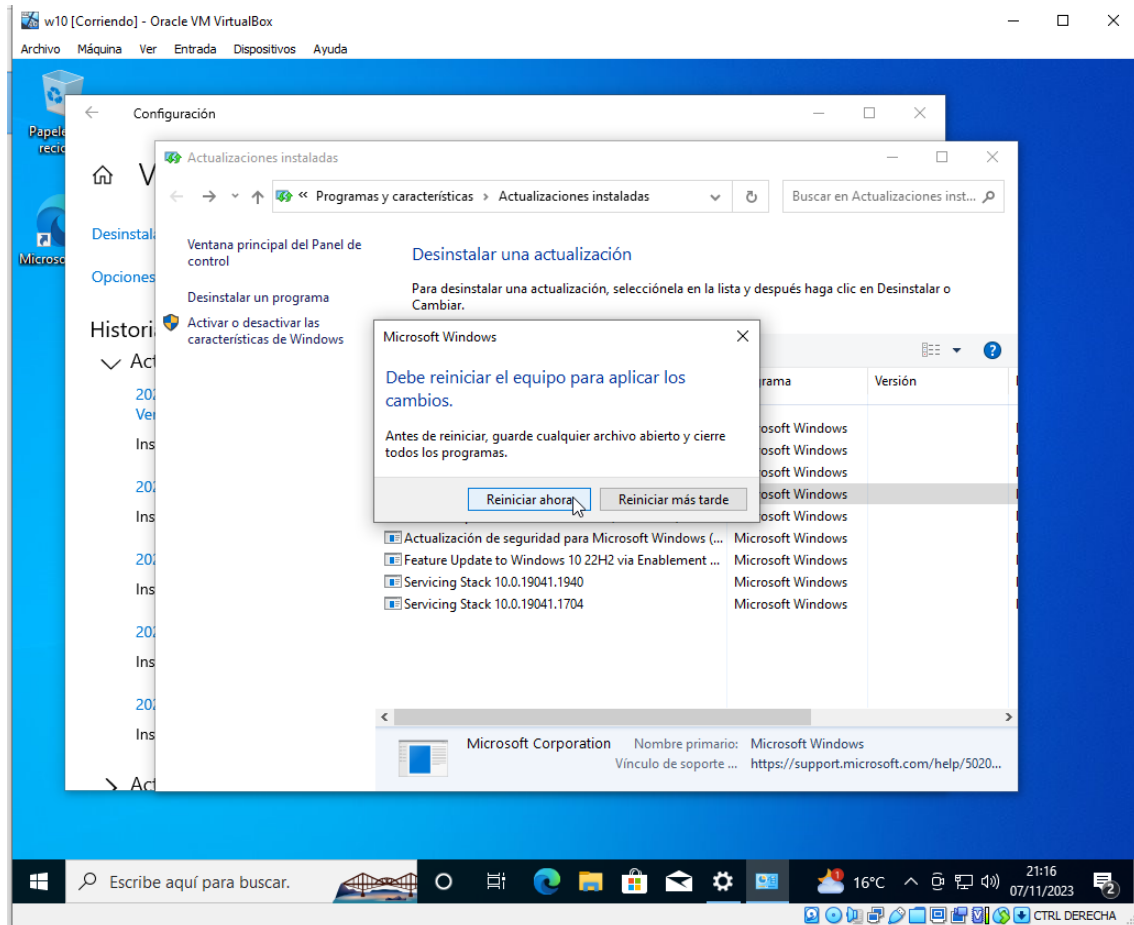 w10 [Corriendo] - Oracle VM VirtualBox
Archivo Máquina Ver Entrada Dispositivos Ayuda
Configuración
Actualizaciones instaladas
« Programas y características > Actualizaciones instaladas
Buscar en Actualizaciones inst...
Ventana principal del Panel de
control
Desinstalar un programa
Activar o desactivar las
características de Windows
Desinstalar una actualización
Para desinstalar una actualización, selecciónela en la lista y después haga clic en Desinstalar o
Cambiar.
Opciones
Microsoft Windows
Debe reiniciar el equipo para aplicar los
cambios.
Antes de reiniciar, guarde cualquier archivo abierto y cierre
todos los programas.
Reiniciar ahora
Reiniciar más tarde
Versión
Actualización de seguridad para Microsoft Windows (... Microsoft Windows
Feature Update to Windows 10 22H2 via Enablement ... Microsoft Windows
Servicing Stack 10.0.19041.1940 Microsoft Windows
Servicing Stack 10.0.19041.1704 Microsoft Windows
Microsoft Corporation Nombre primario: Microsoft Windows
Vínculo de soporte ... https://support.microsoft.com/help/5020...
Escribe aquí para buscar.
16°C
21:16
07/11/2023
2
CTRL DERECHA